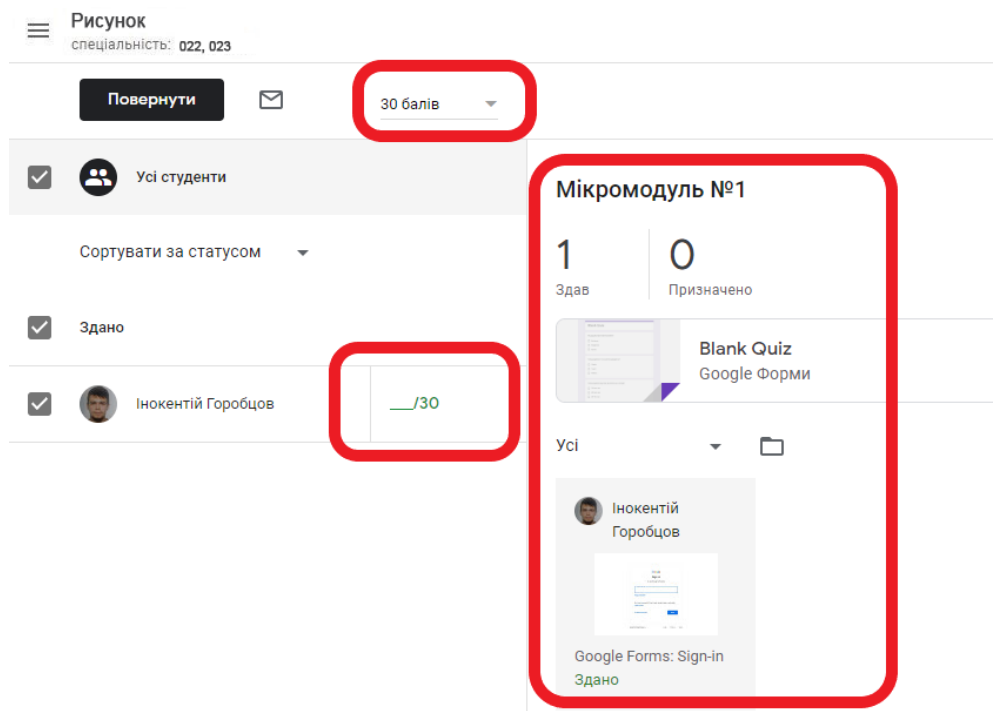 Рисунок
спеціальність: 022, 023
Повернути
30 балів
Усі студенти
Сортувати за статусом
Здано
Інокентій Горобцов
__/30
Мікромодуль №1
1
Здав
0
Призначено
Blank Quiz
Google Форми
Усі
Інокентій
Горобцов
Google Forms: Sign-in
Здано